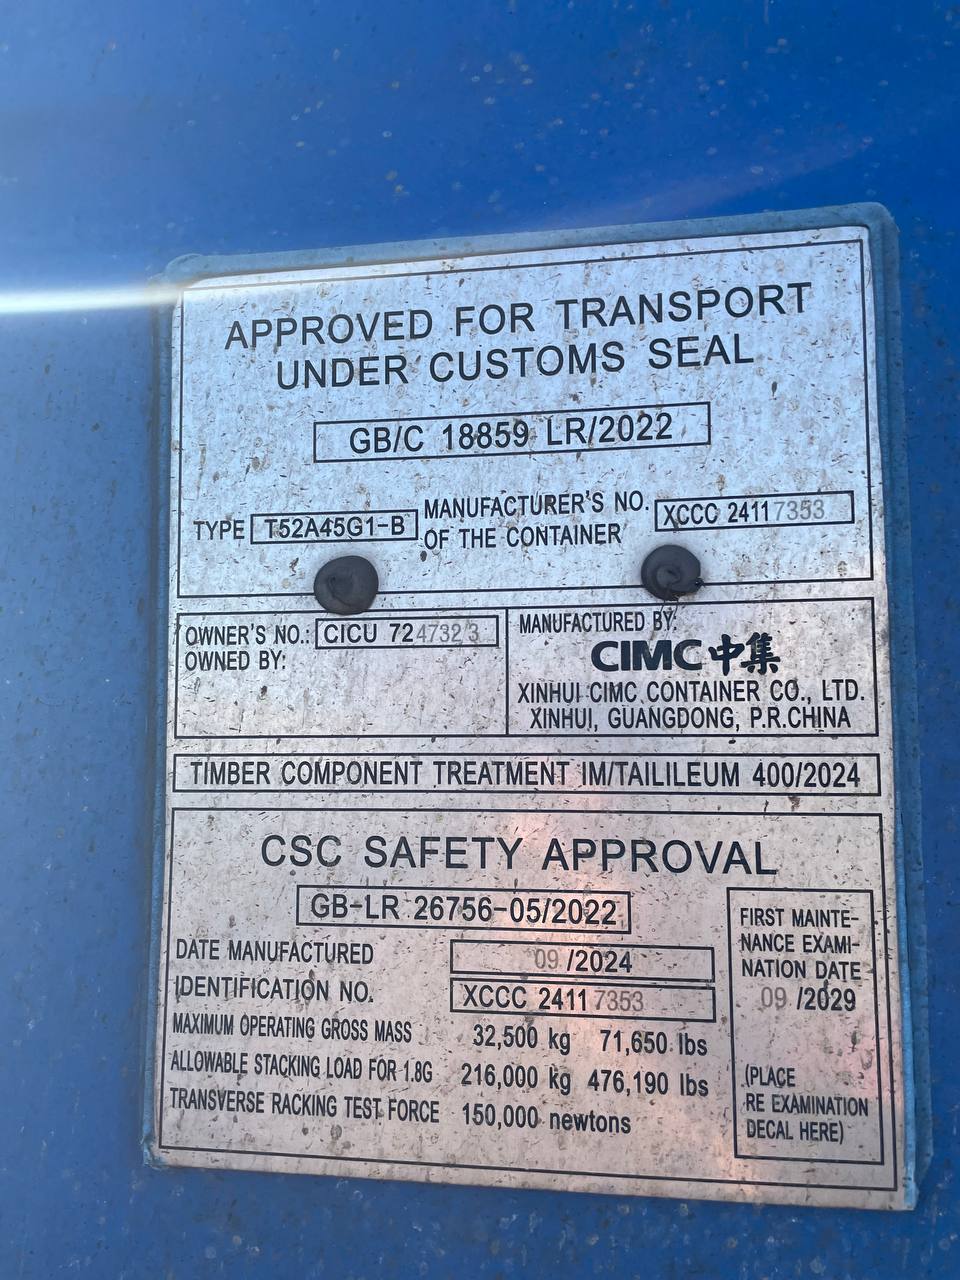 APPROVED FOR TRANSPORT
UNDER CUSTOMS SEAL
GB/C 18859 LR/2022
TYPE T52A45G1-B
MANUFACTURER'S NO.
OF THE CONTAINER
XCCC 24117353
OWNER'S NO.: CICU 724732 3
OWNED BY:
MANUFACTURED BY:
CIMC 中集
XINHUI CIMC CONTAINER CO., LTD.
XINHUI, GUANGDONG, P.R.CHINA
TIMBER COMPONENT TREATMENT IM/TAILILEUM 400/2024
CSC SAFETY APPROVAL
GB-LR 26756-05/2022
DATE MANUFACTURED 09 /2024
IDENTIFICATION NO. XCCC 24117353
MAXIMUM OPERATING GROSS MASS 32,500 kg 71,650 lbs
ALLOWABLE STACKING LOAD FOR 1.8G 216,000 kg 476,190 lbs
TRANSVERSE RACKING TEST FORCE 150,000 newtons
FIRST MAINTE-
NANCE EXAMI-
NATION DATE
09 /2029
(PLACE
RE EXAMINATION
DECAL HERE)